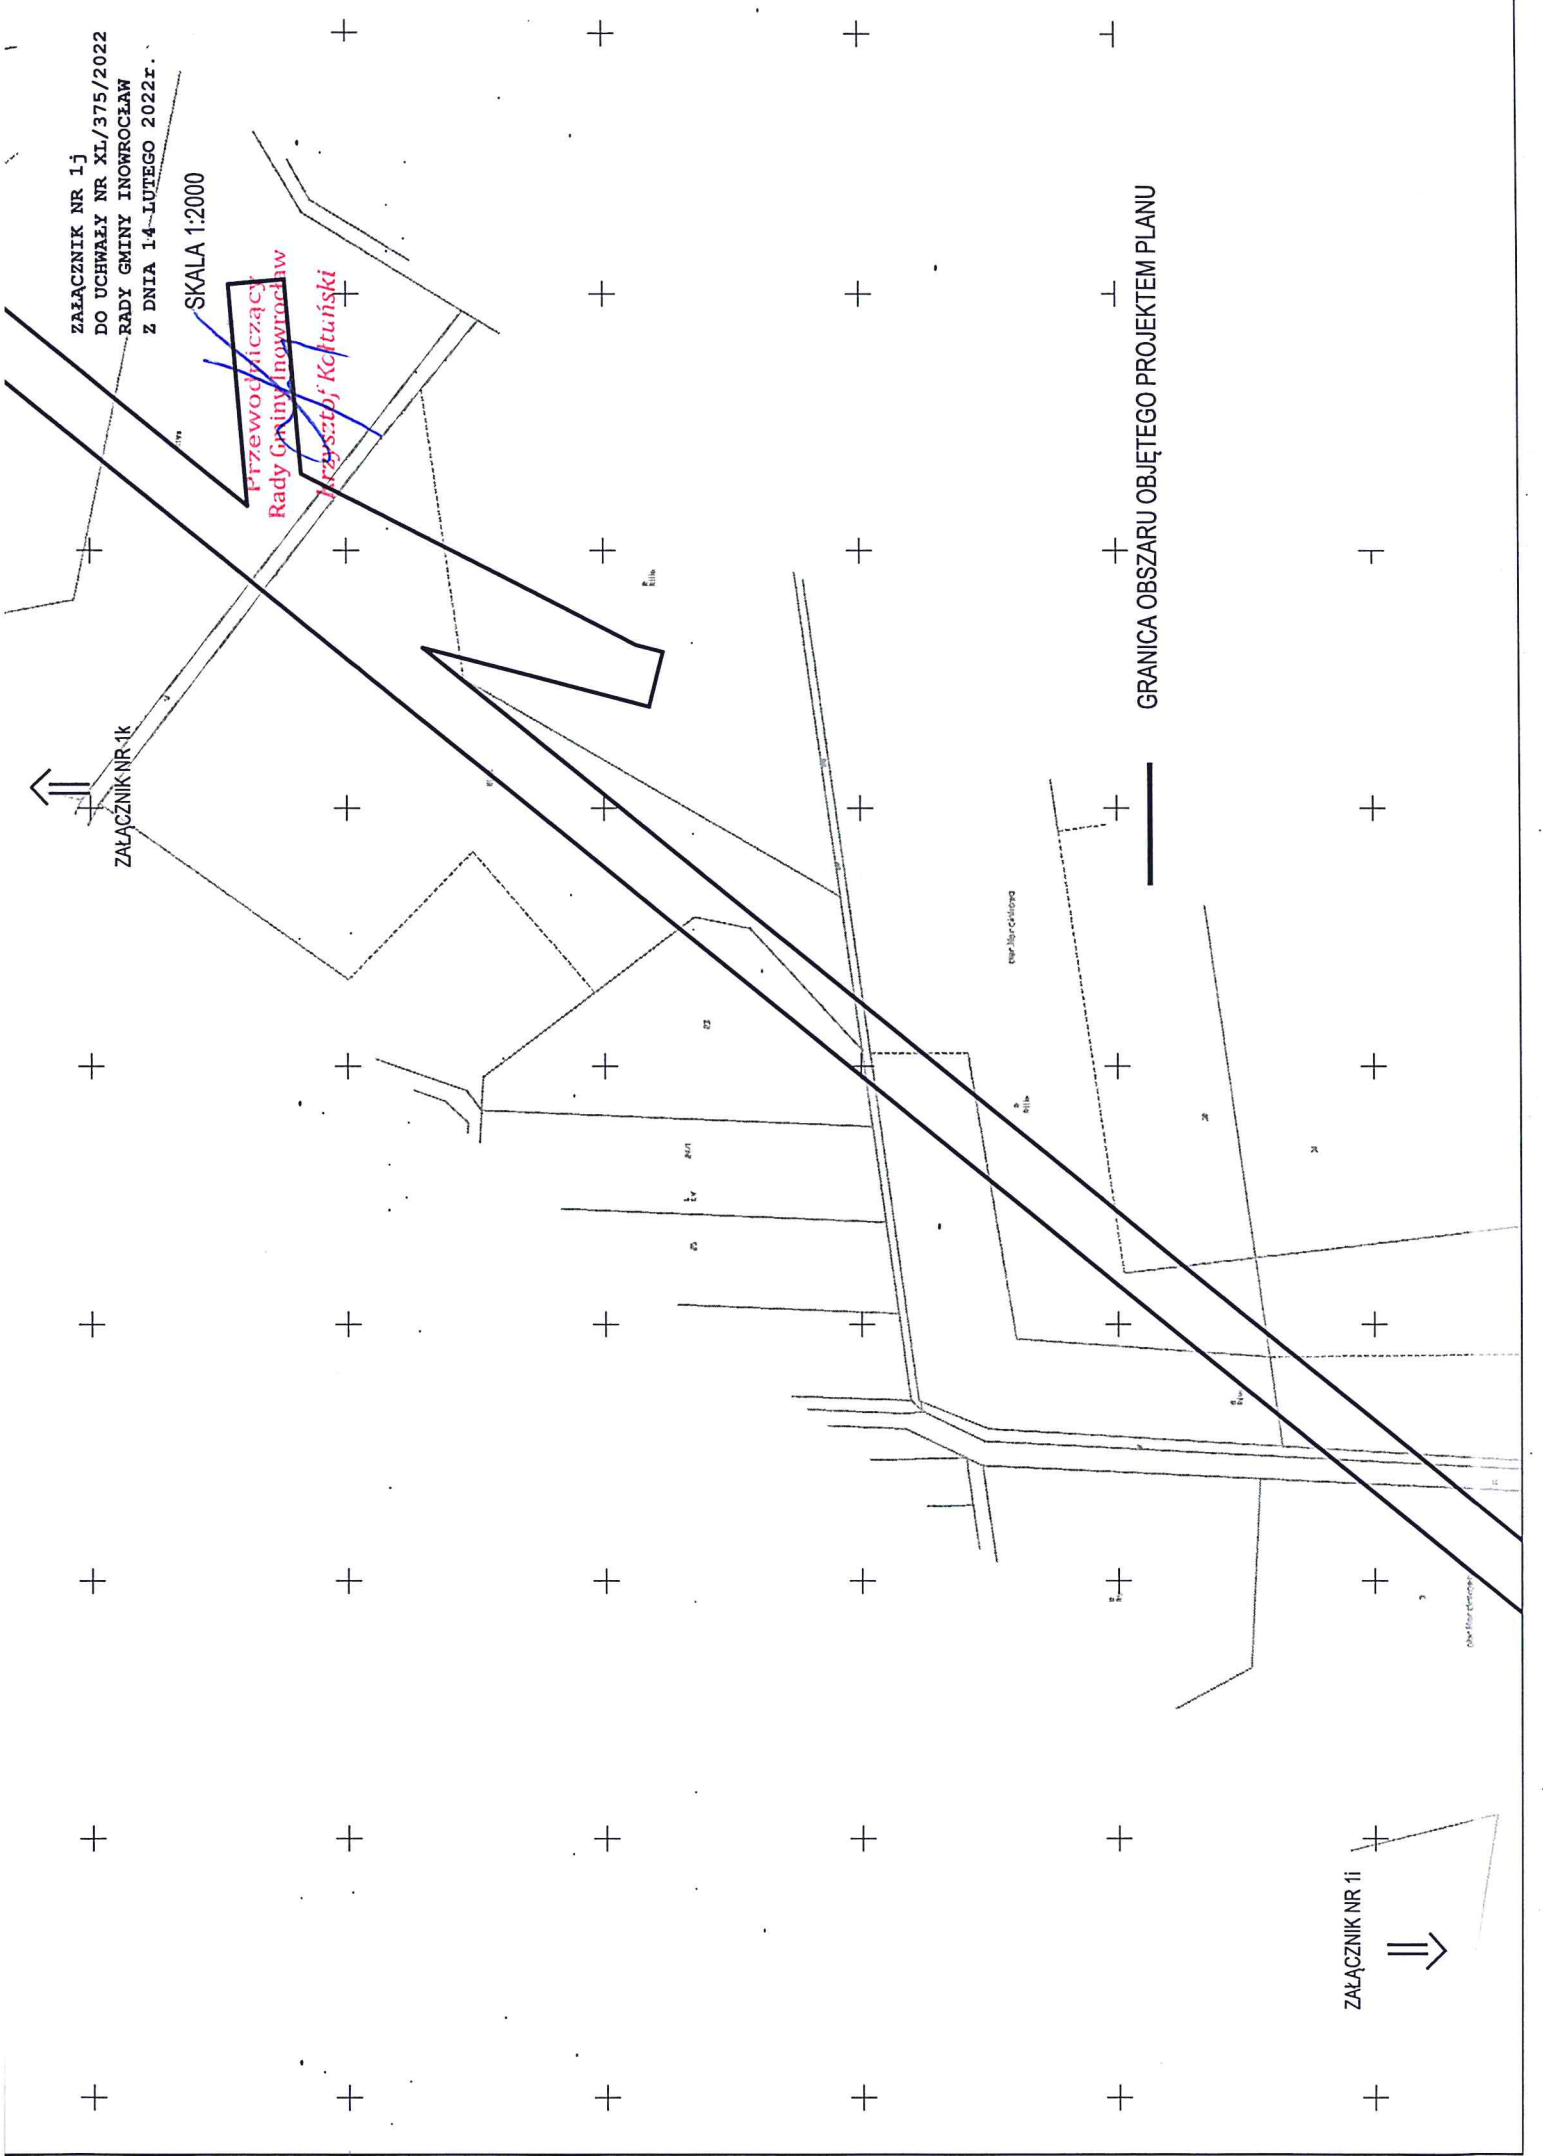 ZAŁĄCZNIK NR 1j
DO UCHWAŁY NR XL/375/2022
RADY GMINY INOWROCŁAW
Z DNIA 14 LUTEGO 2022r.
SKALA 1:2000
Przewodniczący
Rady Gminy Inowrocław
Krzysztof Kołtuński
ZAŁĄCZNIK NR 1k
GRANICA OBSZARU OBJĘTEGO PROJEKTEM PLANU
ZAŁĄCZNIK NR 1i